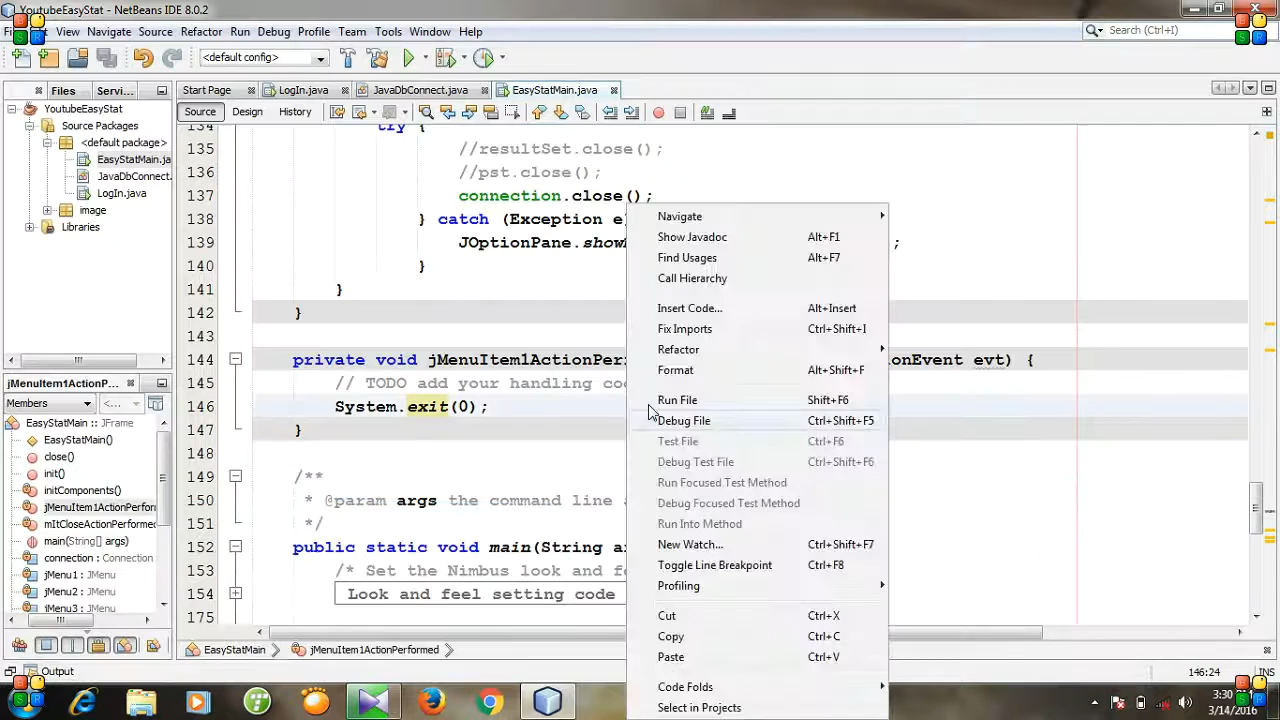 YoutubeEasyStat - NetBeans IDE 8.0.2
View Navigate Source Refactor Run Debug Profile Team Tools Window Help
Search (Ctrl+I)
<default config>
Files Servi...
Start Page LogIn.java JavaDbConnect.java EasyStatMain.java
Source Design History
YoutubeEasyStat
Source Packages
<default package>
EasyStatMain.ja
JavaDbConnect.
LogIn.java
image
Libraries
134 try {
135 //resultSet.close();
136 //pst.close();
137 connection.close();
138 } catch (Exception e)
139 JOptionPane.show ;
140 }
141 }
142 }
143
144 private void jMenuItem1ActionPer onEvent evt) {
145 // TODO add your handling co
146 System.exit(0);
147 }
148
149 /**
150 * @param args the command line
151 */
152 public static void main(String a
153 /* Set the Nimbus look and f
154 Look and feel setting code
175
Navigate
Show Javadoc Alt+F1
Find Usages Alt+F7
Call Hierarchy
Insert Code... Alt+Insert
Fix Imports Ctrl+Shift+I
Refactor
Format Alt+Shift+F
Run File Shift+F6
Debug File Ctrl+Shift+F5
Test File Ctrl+F6
Debug Test File Ctrl+Shift+F6
Run Focused Test Method
Debug Focused Test Method
Run Into Method
New Watch... Ctrl+Shift+F7
Toggle Line Breakpoint Ctrl+F8
Profiling
Cut Ctrl+X
Copy Ctrl+C
Paste Ctrl+V
Code Folds
Select in Projects
jMenuItem1ActionP...
Members <...>
EasyStatMain :: JFrame
EasyStatMain()
close()
init()
initComponents()
jMenuItem1ActionPerfor
mItCloseActionPerforme
main(String[] args)
connection : Connection
jMenu1 : JMenu
jMenu2 : JMenu
jMenu3 : JMe
EasyStatMain jMenuItem1ActionPerformed
Output
146:24 INS
3:30
3/14/2016